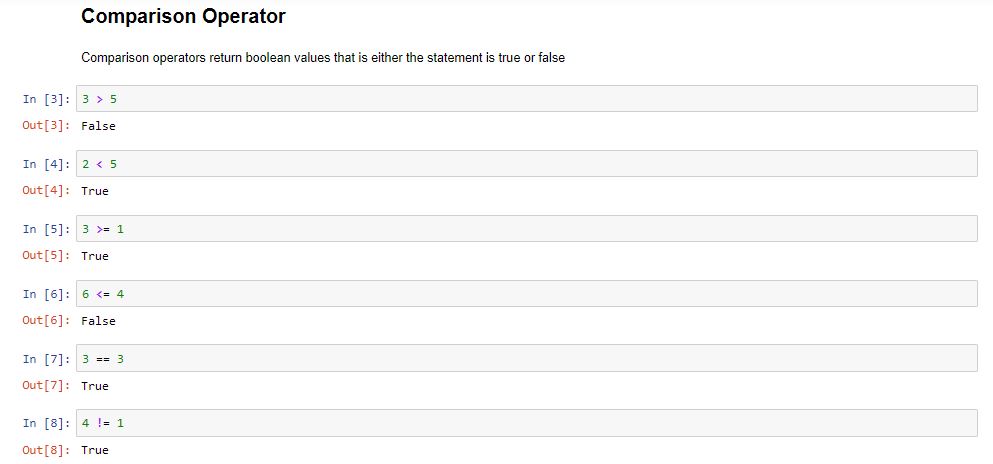 Comparison Operator
Comparison operators return boolean values that is either the statement is true or false
In [3]: 3 > 5
Out[3]: False
In [4]: 2 < 5
Out[4]: True
In [5]: 3 >= 1
Out[5]: True
In [6]: 6 <= 4
Out[6]: False
In [7]: 3 == 3
Out[7]: True
In [8]: 4 != 1
Out[8]: True